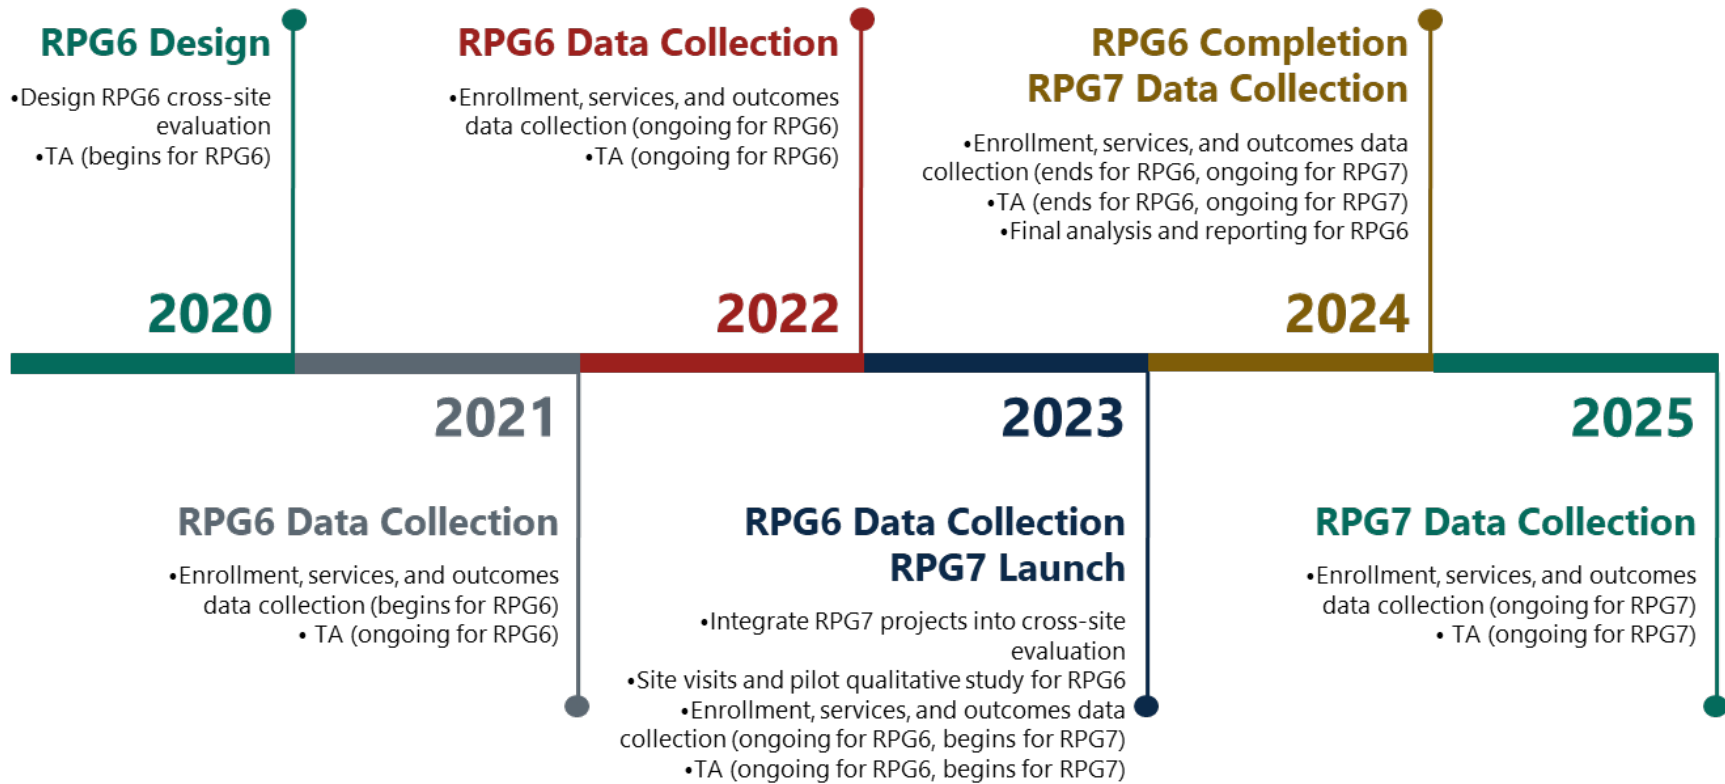 RPG6 Design
•Design RPG6 cross-site
evaluation
•TA (begins for RPG6)
2020
RPG6 Data Collection
•Enrollment, services, and outcomes
data collection (ongoing for RPG6)
•TA (ongoing for RPG6)
2022
RPG6 Completion
RPG7 Data Collection
•Enrollment, services, and outcomes data
collection (ends for RPG6, ongoing for RPG7)
•TA (ends for RPG6, ongoing for RPG7)
•Final analysis and reporting for RPG6
2024
2021
RPG6 Data Collection
•Enrollment, services, and outcomes
data collection (begins for RPG6)
• TA (ongoing for RPG6)
2023
RPG6 Data Collection
RPG7 Launch
•Integrate RPG7 projects into cross-site
evaluation
•Site visits and pilot qualitative study for RPG6
•Enrollment, services, and outcomes data
collection (ongoing for RPG6, begins for RPG7)
•TA (ongoing for RPG6, begins for RPG7)
2025
RPG7 Data Collection
•Enrollment, services, and outcomes
data collection (ongoing for RPG7)
• TA (ongoing for RPG7)